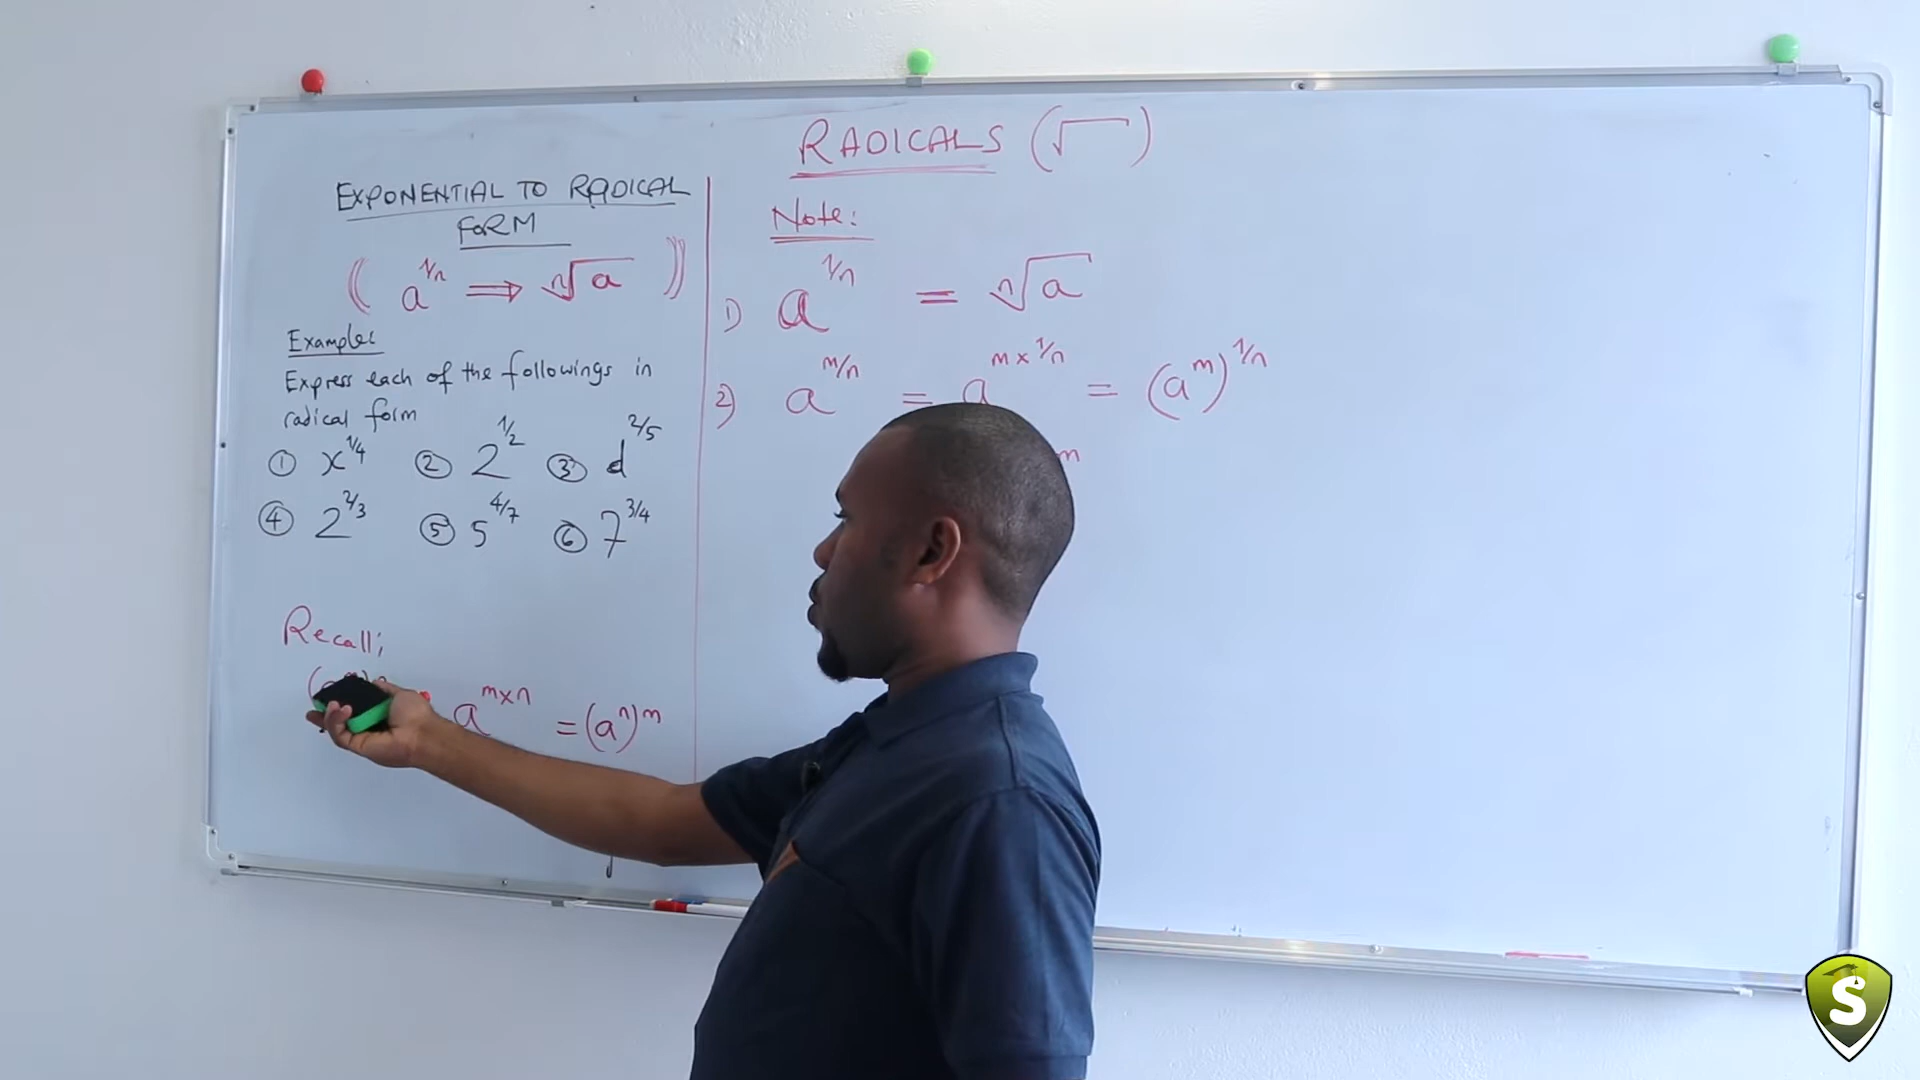 RADICALS (√ )
EXPONENTIAL TO RADICAL
FORM
(( a^1/n ⟹ ⁿ√a ))
Example:
Express each of the followings in
radical form
① x^1/4 ② 2^1/2 ③ d^2/5
④ 2^2/3 ⑤ 5^4/7 ⑥ 7^3/4
Recall;
a^m×n = (a^n)^m
Note:
1) a^1/n = ⁿ√a
2) a^m/n = a^m×1/n = (a^m)^1/n
m
S